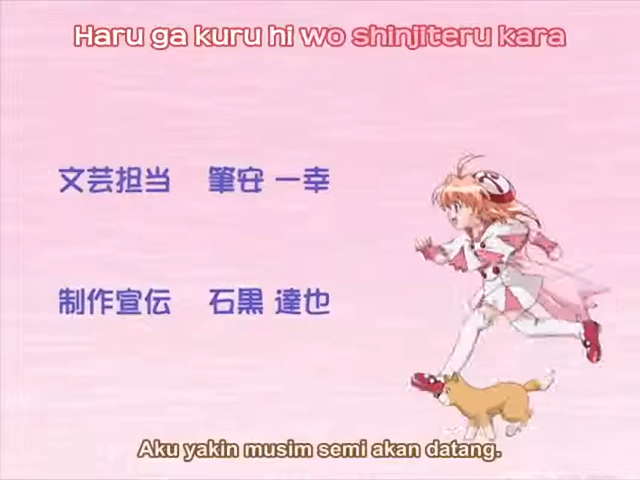 Haru ga kuru hi wo shinjiteru kara
文芸担当 筆安 一幸
制作宣伝 石黒 達也
Aku yakin musim semi akan datang.